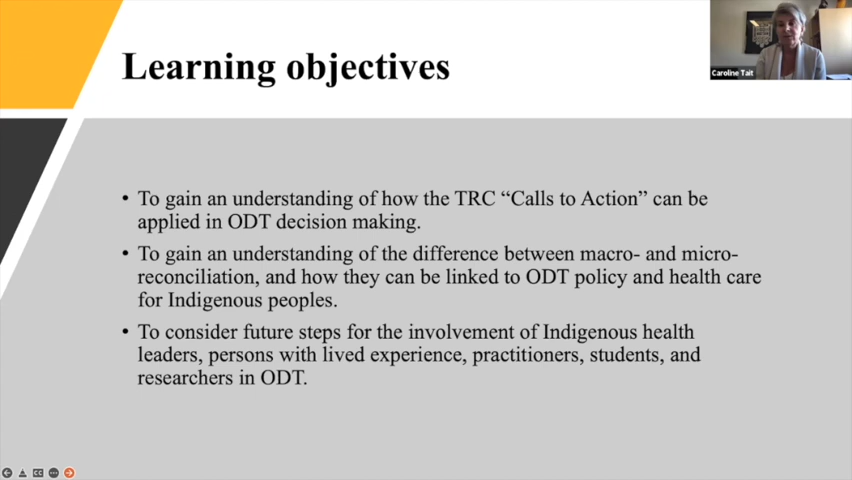 Caroline Tait
Learning objectives
• To gain an understanding of how the TRC “Calls to Action” can be
applied in ODT decision making.
• To gain an understanding of the difference between macro- and micro-
reconciliation, and how they can be linked to ODT policy and health care
for Indigenous peoples.
• To consider future steps for the involvement of Indigenous health
leaders, persons with lived experience, practitioners, students, and
researchers in ODT.
CC